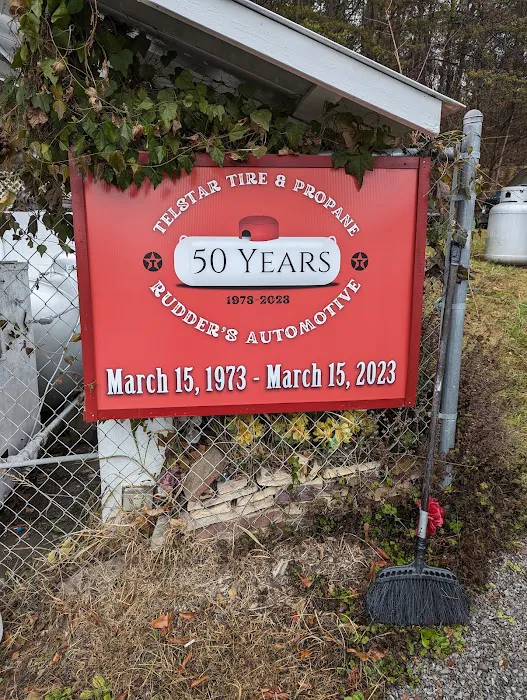 TELSTAR TIRE & PROPANE
50 YEARS
1973-2023
RUDDER'S AUTOMOTIVE
March 15, 1973 - March 15, 2023